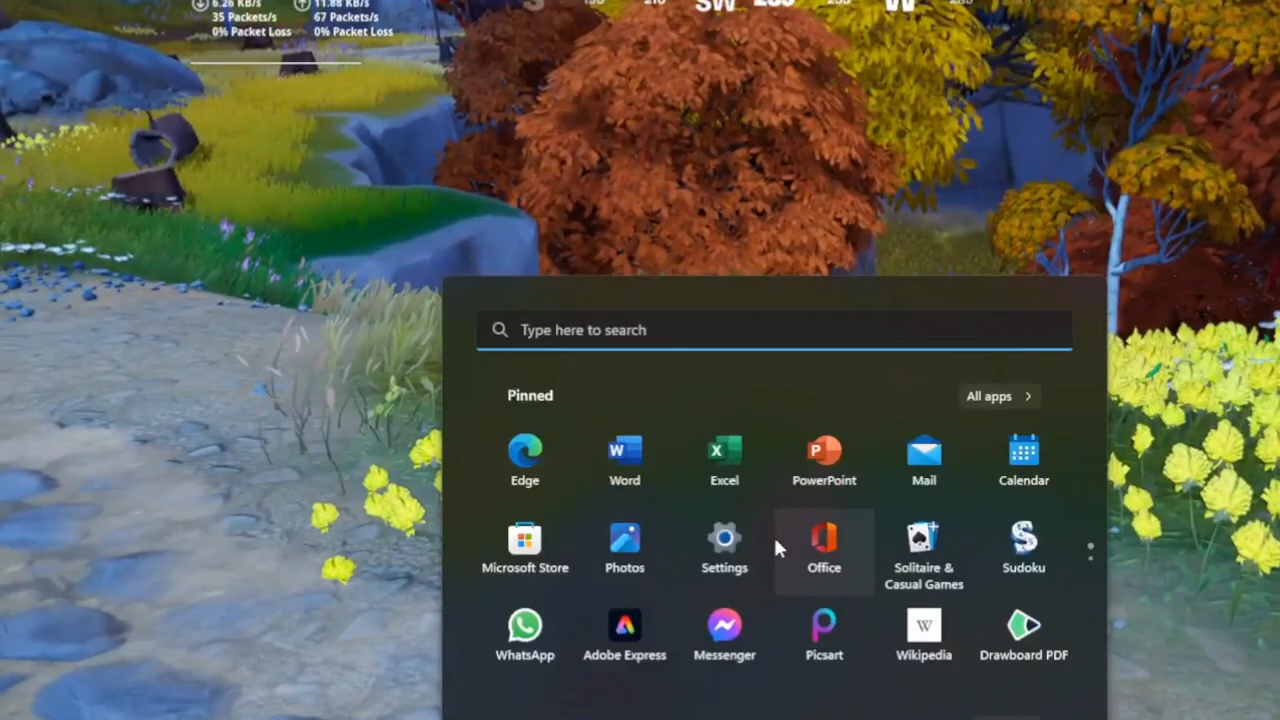 6.26 KB/s 11.88 KB/s
35 Packets/s 67 Packets/s
0% Packet Loss 0% Packet Loss
SW W
Type here to search
Pinned All apps
Edge Word Excel PowerPoint Mail Calendar
Microsoft Store Photos Settings Office Solitaire & Casual Games Sudoku
WhatsApp Adobe Express Messenger Picsart Wikipedia Drawboard PDF